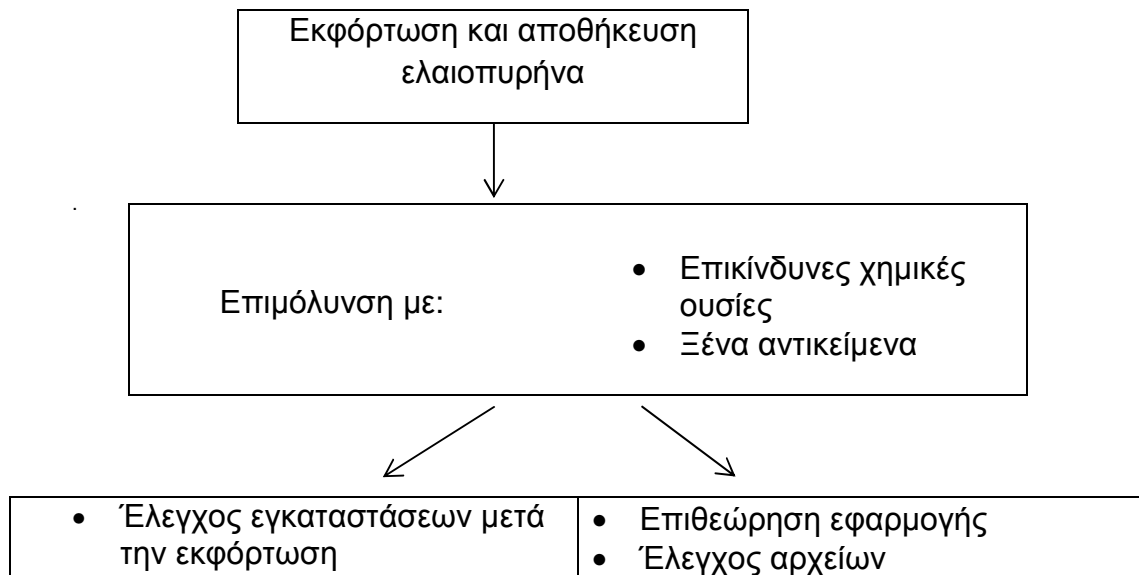 Εκφόρτωση και αποθήκευση
ελαιοπυρήνα
Επιμόλυνση με:
• Επικίνδυνες χημικές
ουσίες
• Ξένα αντικείμενα
• Έλεγχος εγκαταστάσεων μετά
την εκφόρτωση
• Επιθεώρηση εφαρμογής
• Έλεγχος αρχείων